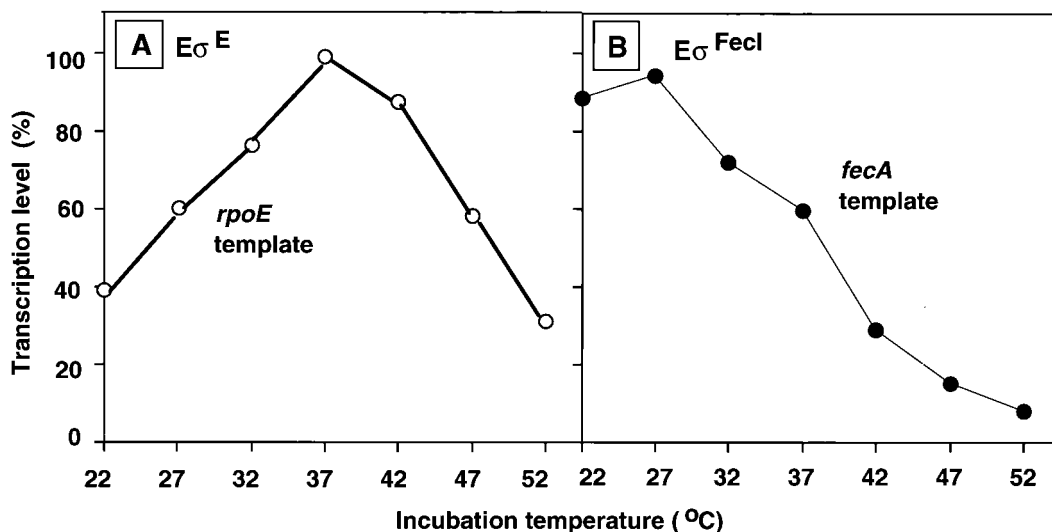 A Eσ E
B Eσ FecI
Transcription level (%)
100
80
60
40
20
0
rpoE
template
fecA
template
22 27 32 37 42 47 52
22 27 32 37 42 47 52
Incubation temperature (ºC)